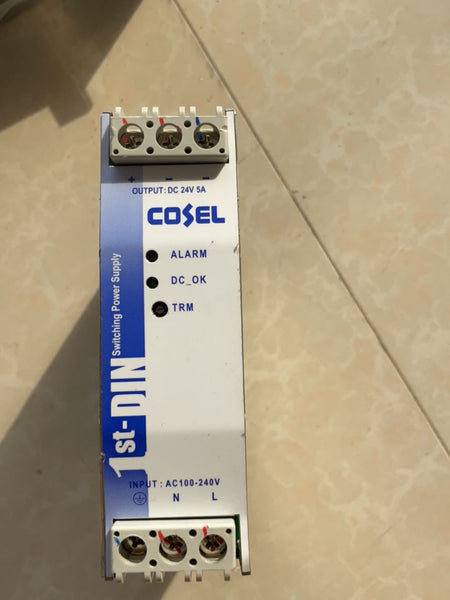 + − −
OUTPUT: DC 24V 5A
COSEL
ALARM
DC_OK
TRM
1st-DIN Switching Power Supply
INPUT : AC100-240V
N L